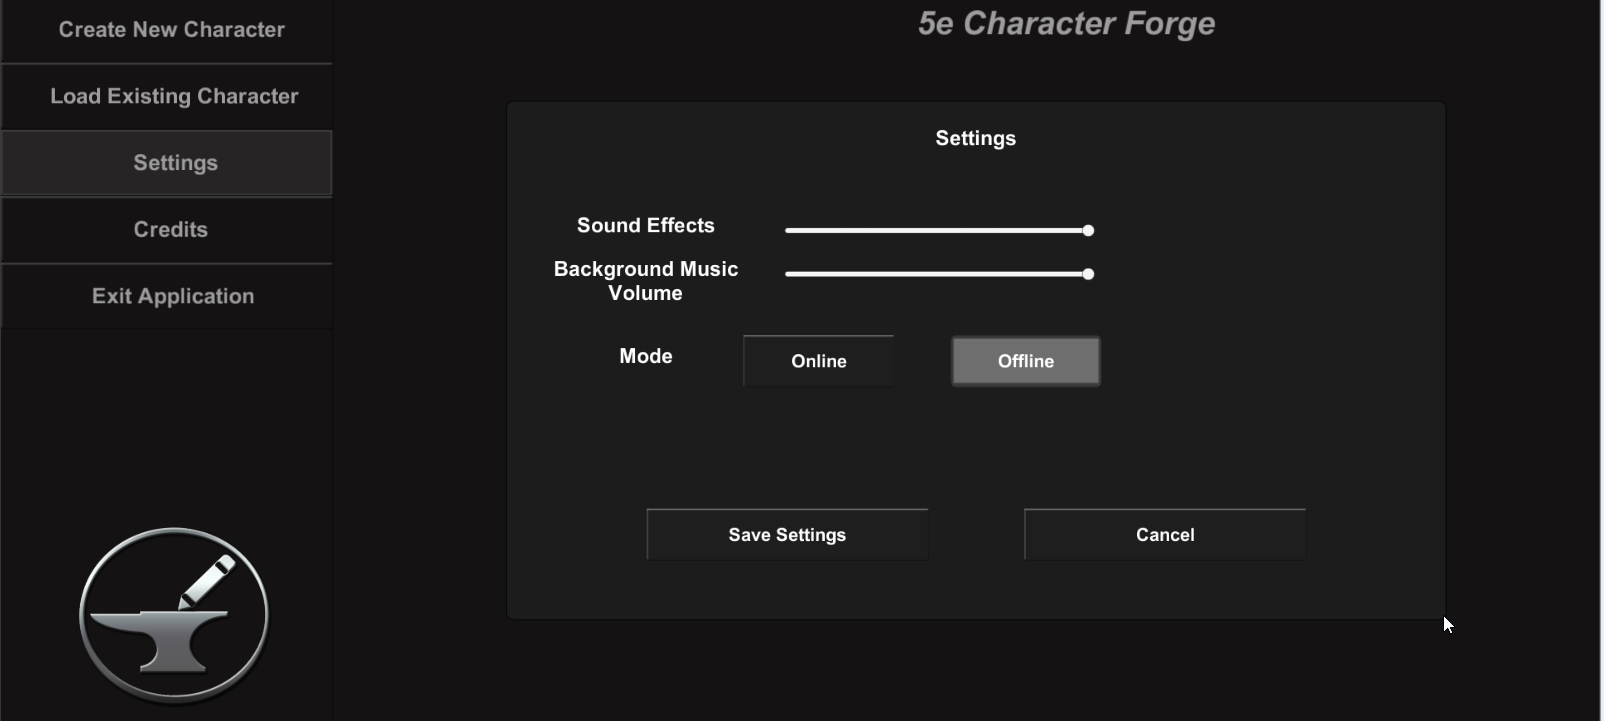 Create New Character
Load Existing Character
Settings
Credits
Exit Application
5e Character Forge
Settings
Sound Effects
Background Music
Volume
Mode
Online
Offline
Save Settings
Cancel